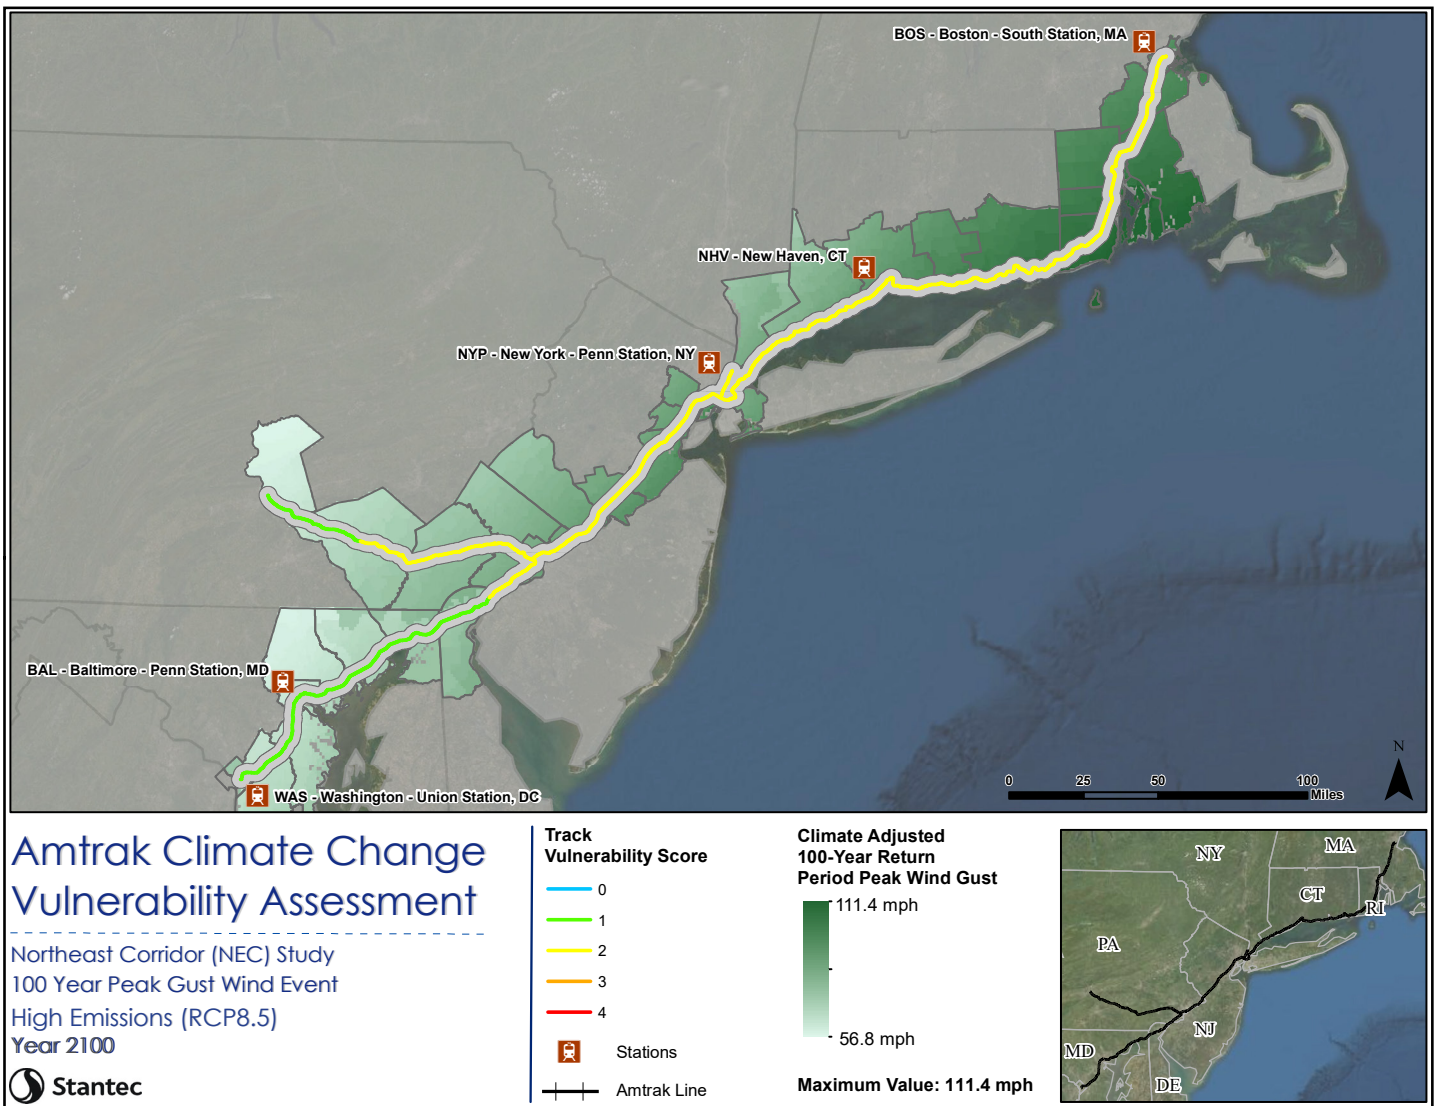 BOS - Boston - South Station, MA
NHV - New Haven, CT
NYP - New York - Penn Station, NY
BAL - Baltimore - Penn Station, MD
WAS - Washington - Union Station, DC
N
0 25 50 100
Miles
Amtrak Climate Change
Vulnerability Assessment
Northeast Corridor (NEC) Study
100 Year Peak Gust Wind Event
High Emissions (RCP8.5)
Year 2100
Stantec
Track
Vulnerability Score
0
1
2
3
4
Stations
Amtrak Line
Climate Adjusted
100-Year Return
Period Peak Wind Gust
111.4 mph
56.8 mph
Maximum Value: 111.4 mph
NY
MA
CT
RI
PA
NJ
MD
DE